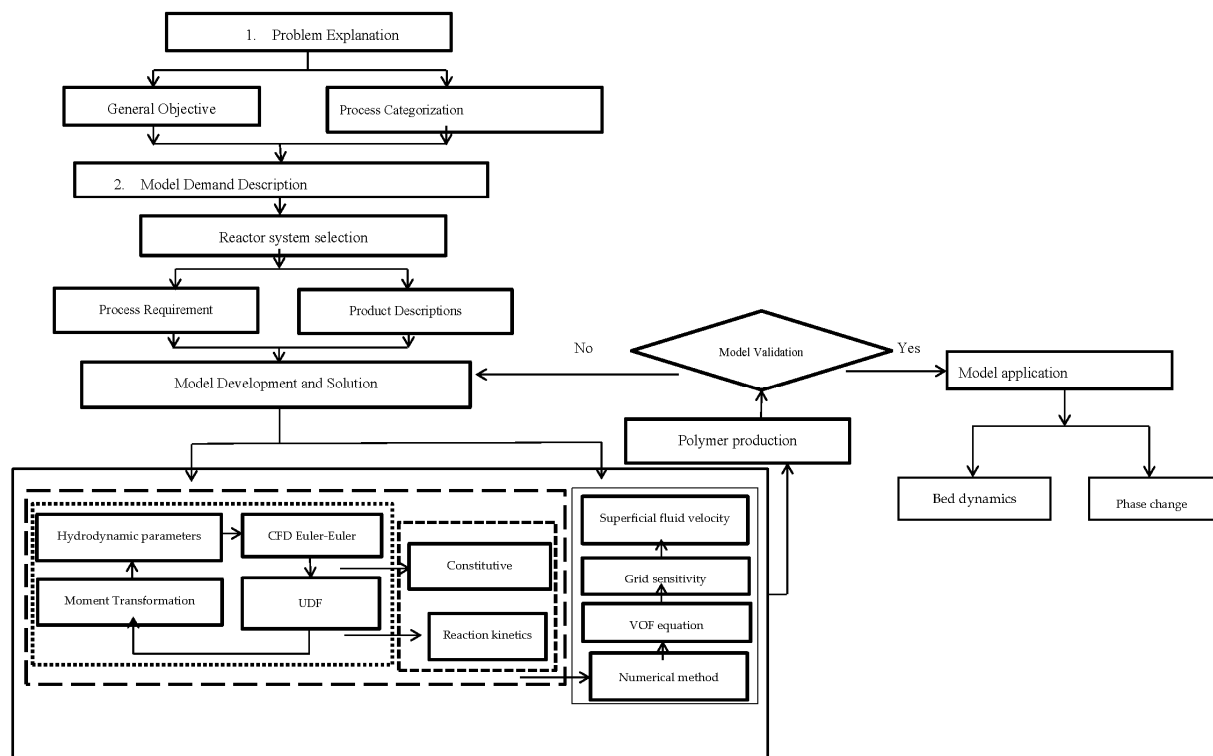 1. Problem Explanation
General Objective
Process Categorization
2. Model Demand Description
Reactor system selection
Process Requirement
Product Descriptions
No
Model Validation
Yes
Model Development and Solution
Model application
Polymer production
Bed dynamics
Phase change
Hydrodynamic parameters
CFD Euler-Euler
Constitutive
Moment Transformation
UDF
Reaction kinetics
Superficial fluid velocity
Grid sensitivity
VOF equation
Numerical method